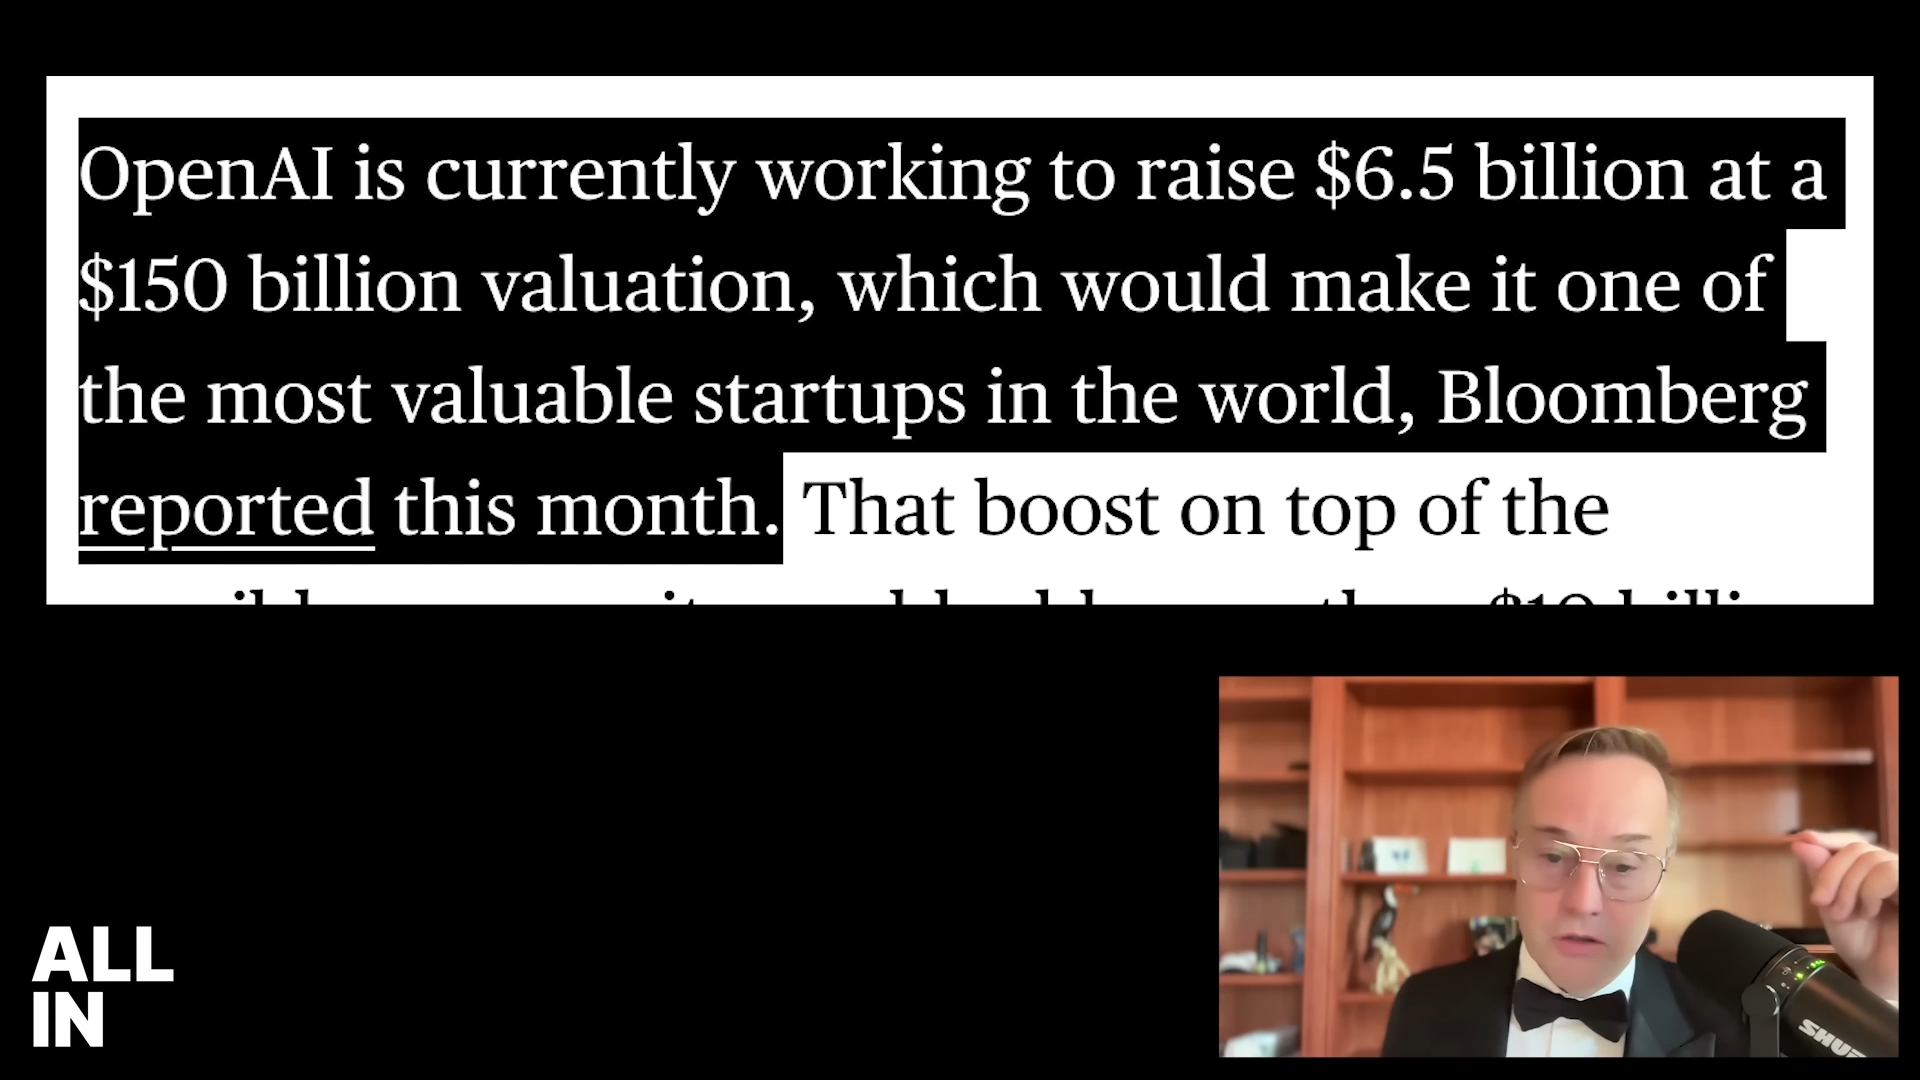 OpenAI is currently working to raise $6.5 billion at a
$150 billion valuation, which would make it one of
the most valuable startups in the world, Bloomberg
reported this month. That boost on top of the
$10
ALL
IN